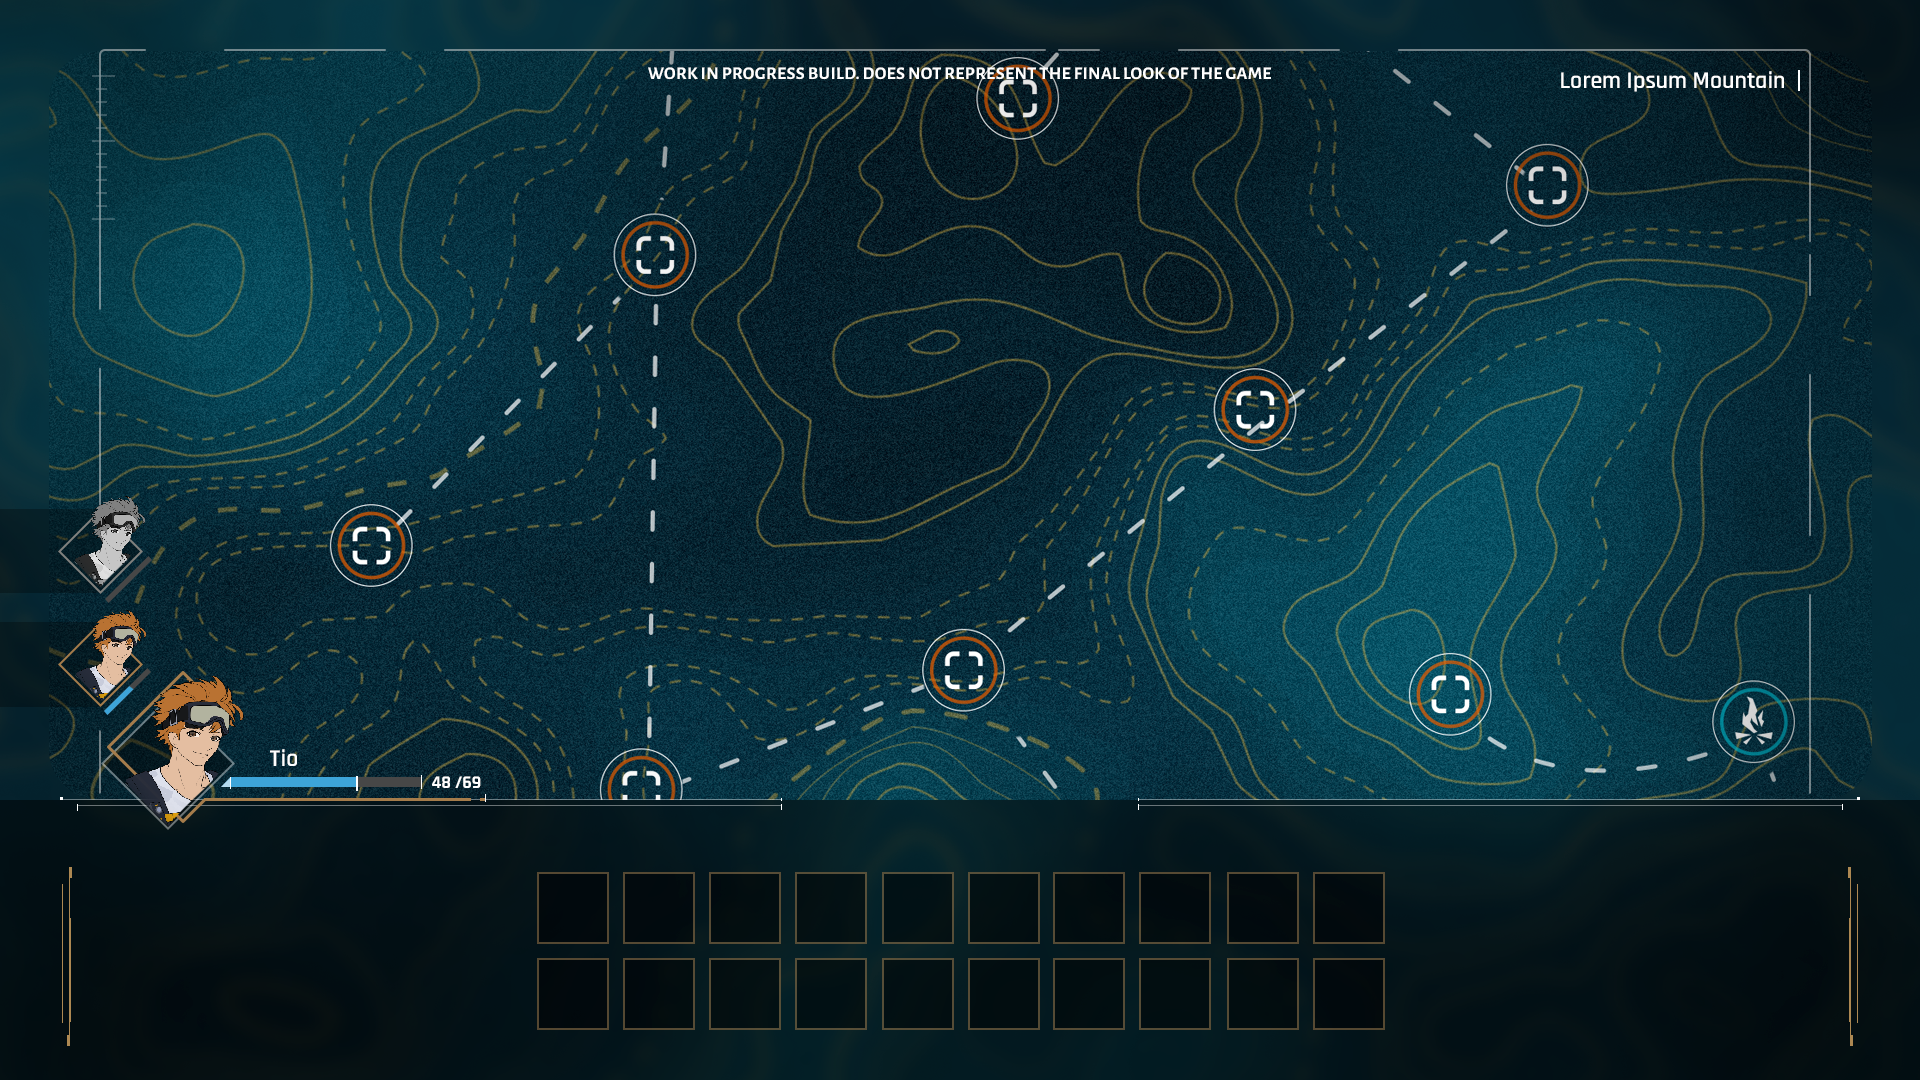 WORK IN PROGRESS BUILD. DOES NOT REPRESENT THE FINAL LOOK OF THE GAME
Lorem Ipsum Mountain
Tio
48 /69